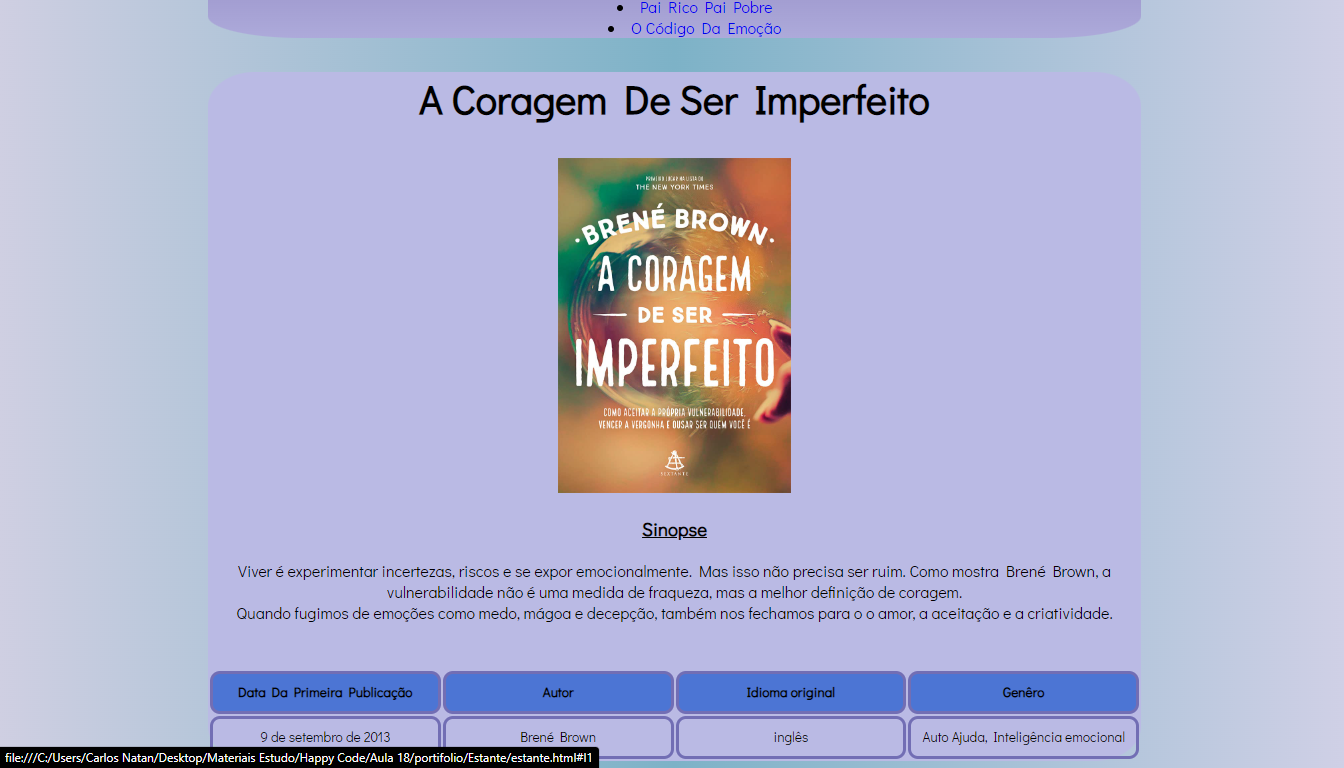 Pai Rico Pai Pobre
O Código Da Emoção
A Coragem De Ser Imperfeito
PRIMEIRO LUGAR NA LISTA DO
THE NEW YORK TIMES
·BRENÉ BROWN·
A CORAGEM
DE SER
IMPERFEITO
COMO ACEITAR A PRÓPRIA VULNERABILIDADE,
VENCER A VERGONHA E OUSAR SER QUEM VOCÊ É
SEXTANTE
Sinopse
Viver é experimentar incertezas, riscos e se expor emocionalmente. Mas isso não precisa ser ruim. Como mostra Brené Brown, a
vulnerabilidade não é uma medida de fraqueza, mas a melhor definição de coragem.
Quando fugimos de emoções como medo, mágoa e decepção, também nos fechamos para o o amor, a aceitação e a criatividade.
Data Da Primeira Publicação Autor Idioma original Genêro
9 de setembro de 2013 Brené Brown inglês Auto Ajuda, Inteligência emocional
file:///C:/Users/Carlos Natan/Desktop/Materiais Estudo/Happy Code/Aula 18/portifolio/Estante/estante.html#l1